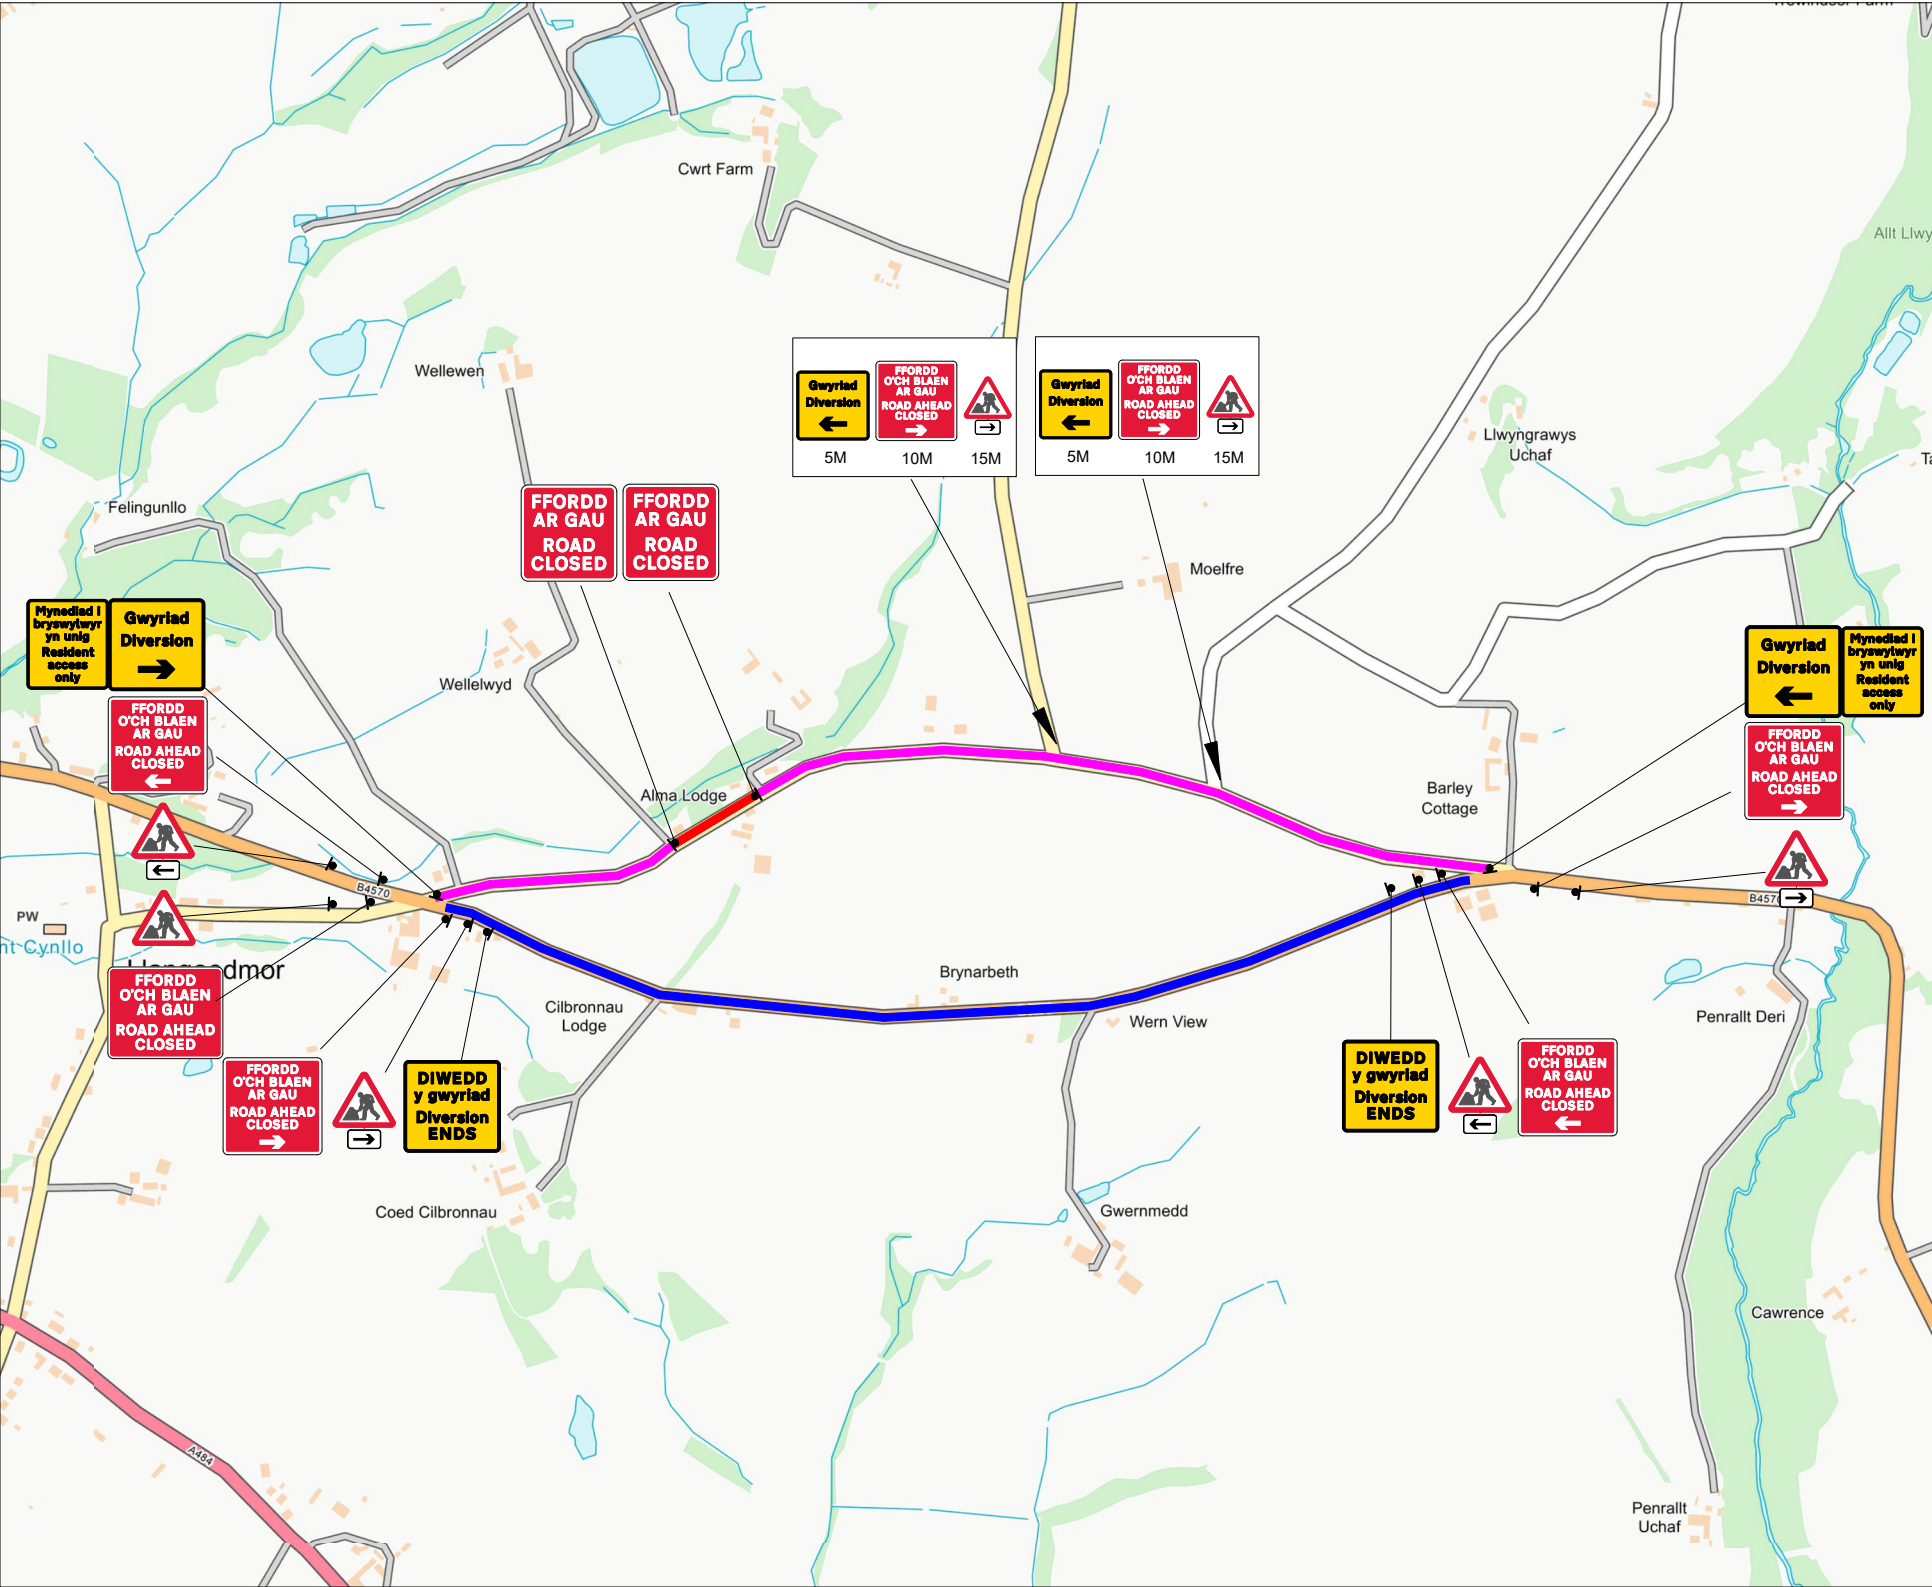 Cwrt Farm
Allt Llwy
Wellewen
Gwyriad
Diversion
FFORDD
O'CH BLAEN
AR GAU
ROAD AHEAD
CLOSED
5M
10M
15M
Gwyriad
Diversion
FFORDD
O'CH BLAEN
AR GAU
ROAD AHEAD
CLOSED
5M
10M
15M
Llwyngrawys
Uchaf
Felingunllo
FFORDD
AR GAU
ROAD
CLOSED
FFORDD
AR GAU
ROAD
CLOSED
Moelfre
Mynediad i
bryswylwyr
yn unig
Resident
access
only
Gwyriad
Diversion
Wellelwyd
Gwyriad
Diversion
Mynediad i
bryswylwyr
yn unig
Resident
access
only
FFORDD
O'CH BLAEN
AR GAU
ROAD AHEAD
CLOSED
FFORDD
O'CH BLAEN
AR GAU
ROAD AHEAD
CLOSED
Alma Lodge
Barley
Cottage
B4570
B4570
PW
nt Cynllo
FFORDD
O'CH BLAEN
AR GAU
ROAD AHEAD
CLOSED
Brynarbeth
Cilbronnau
Lodge
Wern View
Penrallt Deri
FFORDD
O'CH BLAEN
AR GAU
ROAD AHEAD
CLOSED
DIWEDD
y gwyriad
Diversion
ENDS
DIWEDD
y gwyriad
Diversion
ENDS
FFORDD
O'CH BLAEN
AR GAU
ROAD AHEAD
CLOSED
Coed Cilbronnau
Gwernmedd
Cawrence
A484
Penrallt
Uchaf